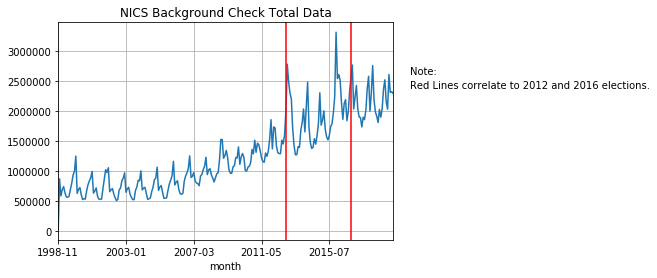 NICS Background Check Total Data
3000000
2500000
2000000
1500000
1000000
500000
0
1998-11 2003-01 2007-03 2011-05 2015-07
month
Note:
Red Lines correlate to 2012 and 2016 elections.